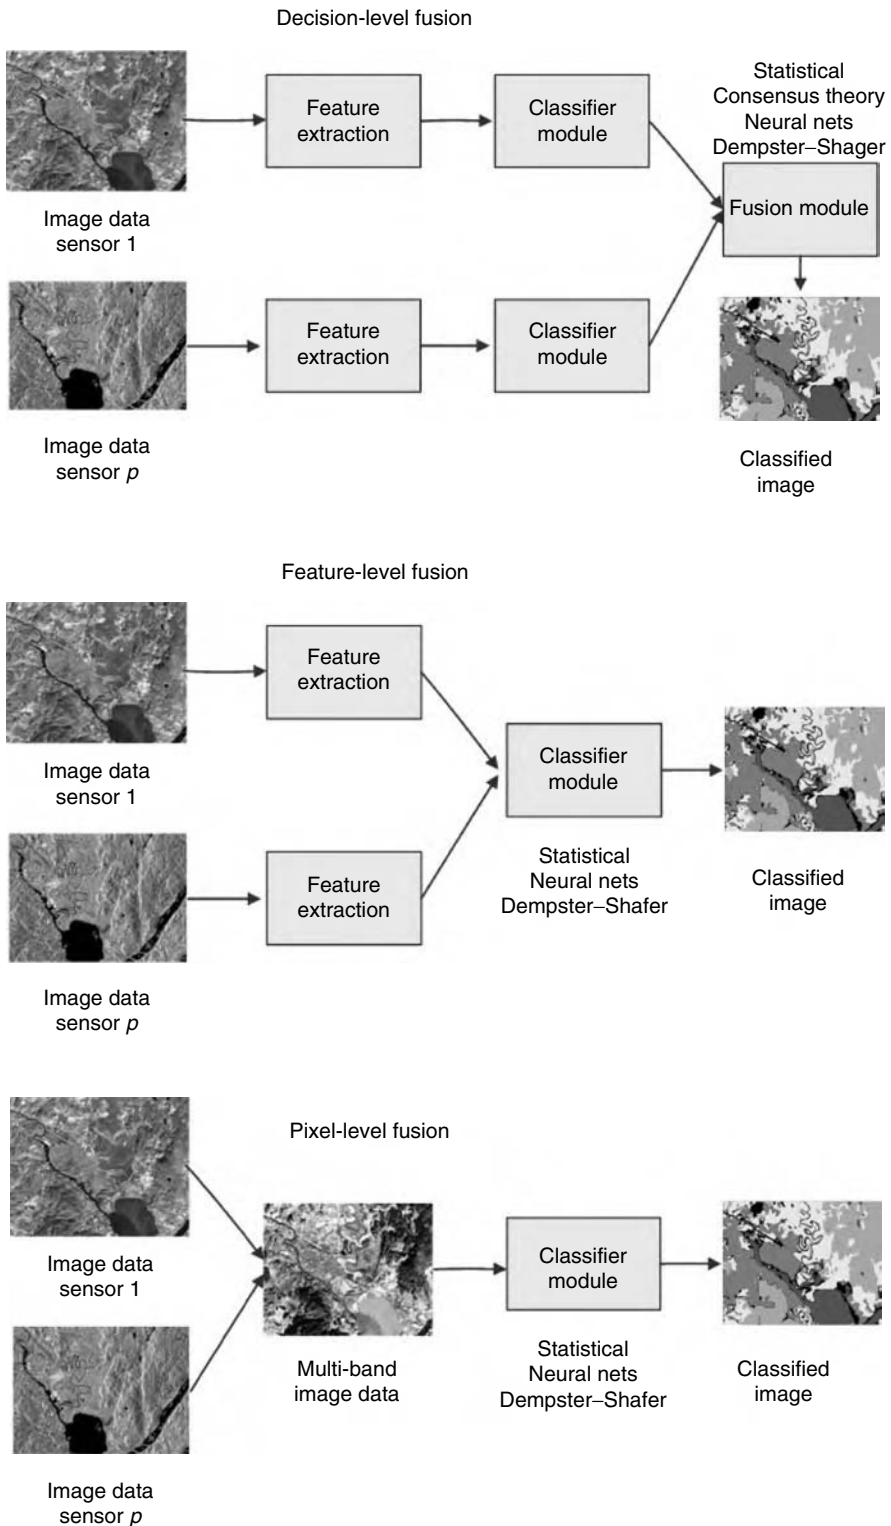 Decision-level fusion
Feature
extraction
Classifier
module
Statistical
Consensus theory
Neural nets
Dempster–Shager
Fusion module
Image data
sensor 1
Feature
extraction
Classifier
module
Image data
sensor p
Classified
image
Feature-level fusion
Feature
extraction
Image data
sensor 1
Classifier
module
Feature
extraction
Statistical
Neural nets
Dempster–Shafer
Classified
image
Image data
sensor p
Pixel-level fusion
Image data
sensor 1
Classifier
module
Multi-band
image data
Statistical
Neural nets
Dempster–Shafer
Classified
image
Image data
sensor p